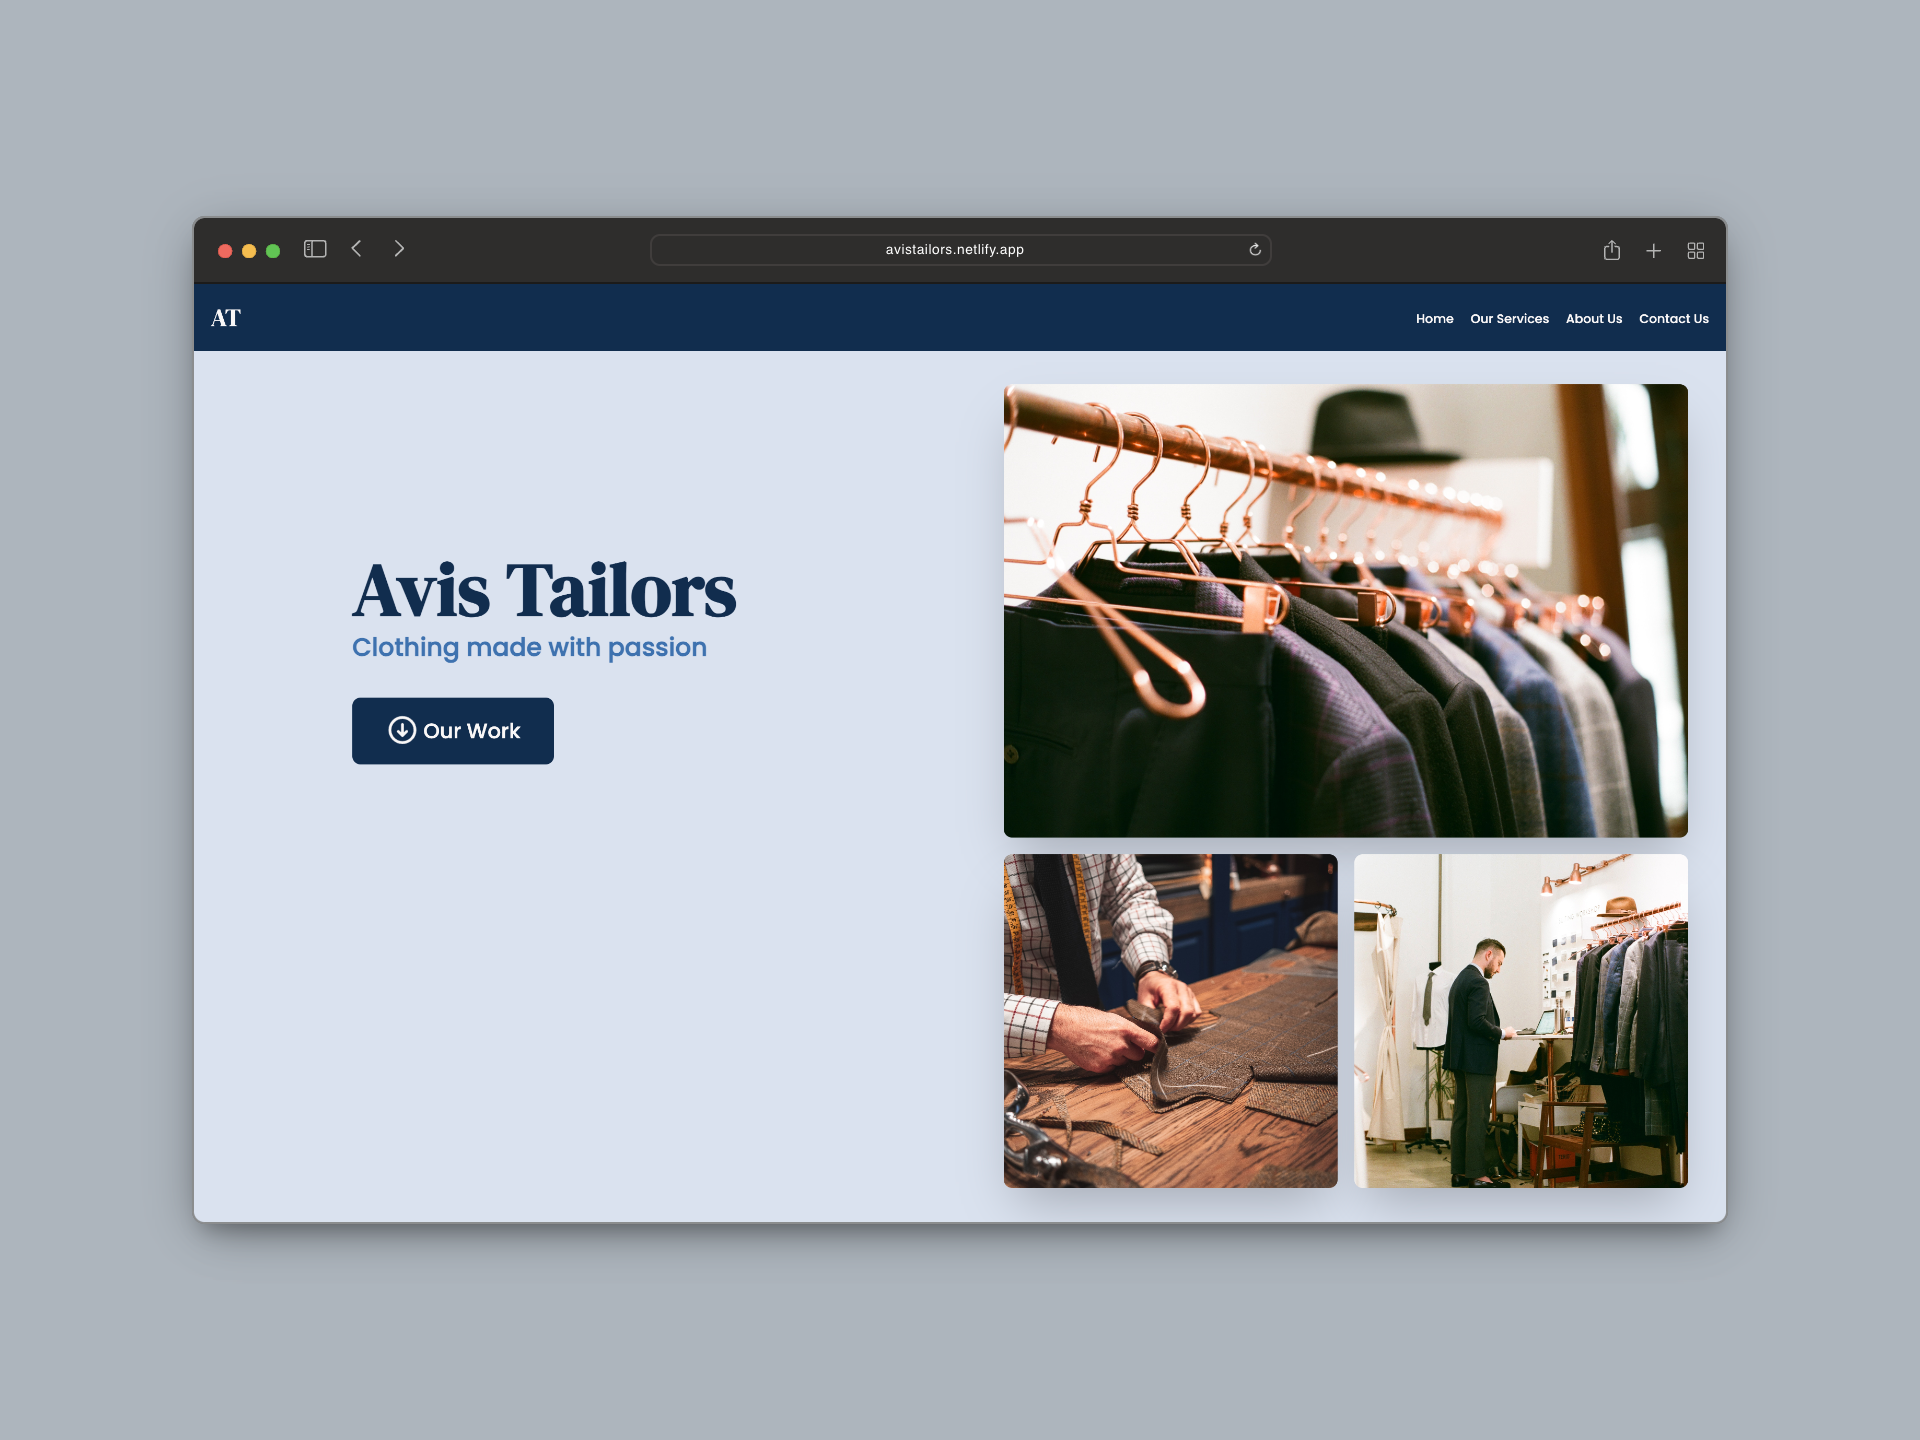 avistailors.netlify.app
AT
Home Our Services About Us Contact Us
Avis Tailors
Clothing made with passion
Our Work